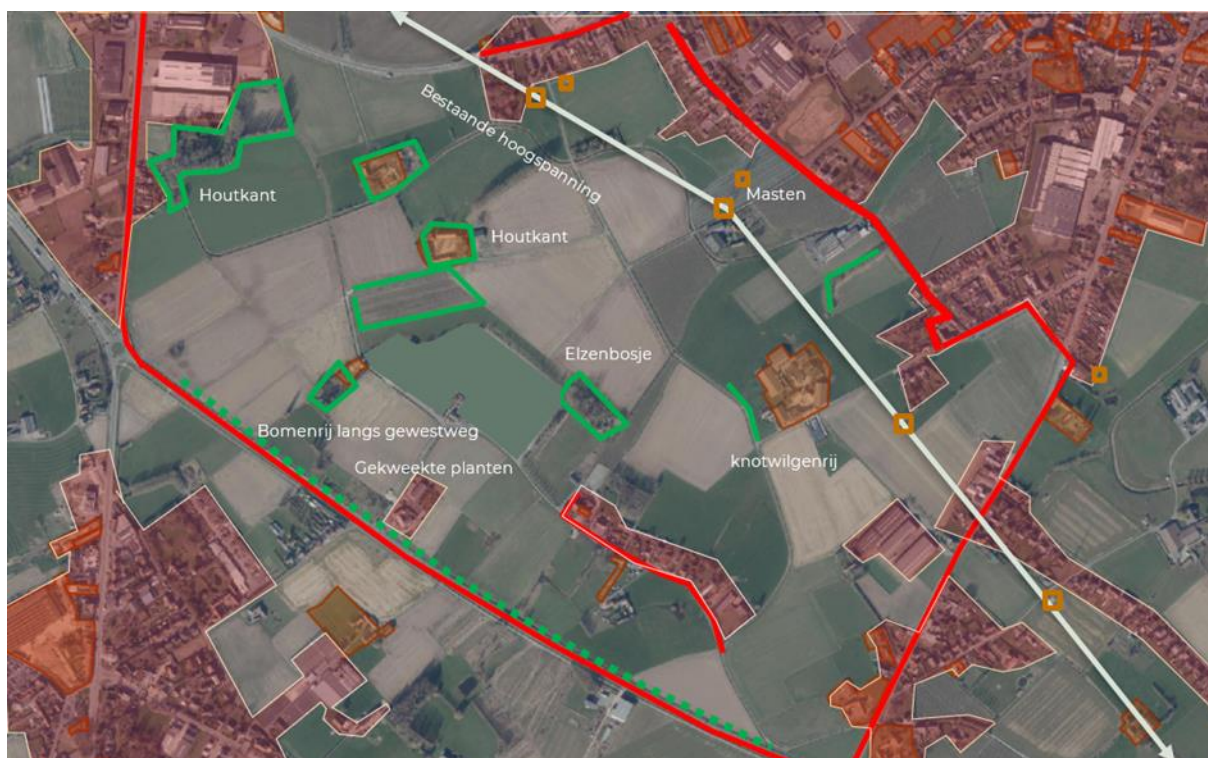 Bestaande hoogspanning
Houtkant
Masten
Houtkant
Elzenbosje
Bomenrij langs gewestweg
knotwilgenrij
Gekweekte planten